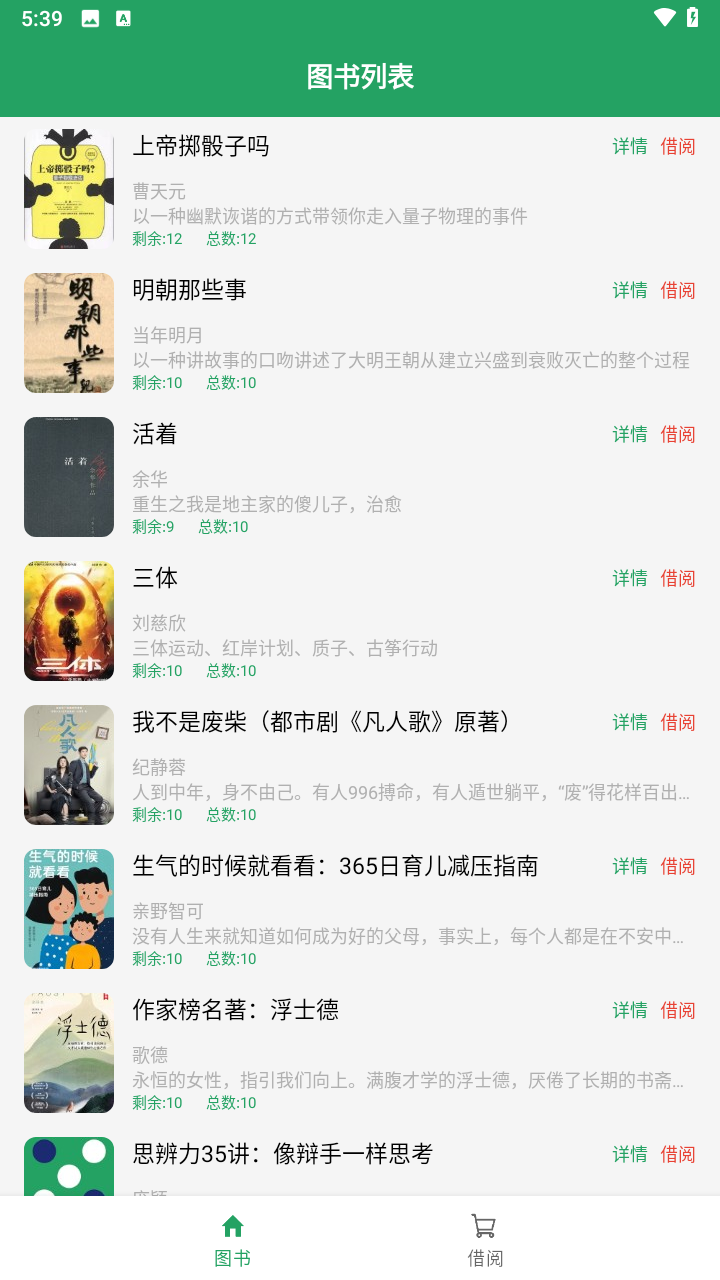 5:39
图书列表
上帝掷骰子吗
详情 借阅
曹天元
以一种幽默诙谐的方式带领你走入量子物理的事件
剩余:12 总数:12
明朝那些事
详情 借阅
当年明月
以一种讲故事的口吻讲述了大明王朝从建立兴盛到衰败灭亡的整个过程
剩余:10 总数:10
活着
详情 借阅
余华
重生之我是地主家的傻儿子，治愈
剩余:9 总数:10
三体
详情 借阅
刘慈欣
三体运动、红岸计划、质子、古筝行动
剩余:10 总数:10
我不是废柴（都市剧《凡人歌》原著）
详情 借阅
纪静蓉
人到中年，身不由己。有人996搏命，有人遁世躺平，“废”得花样百出...
剩余:10 总数:10
生气的时候
就看看
生气的时候就看看：365日育儿减压指南
详情 借阅
亲野智可
没有人生来就知道如何成为好的父母，事实上，每个人都是在不安中...
剩余:10 总数:10
浮士德
作家榜名著：浮士德
详情 借阅
歌德
永恒的女性，指引我们向上。满腹才学的浮士德，厌倦了长期的书斋...
剩余:10 总数:10
思辨力35讲：像辩手一样思考
详情 借阅
图书
借阅